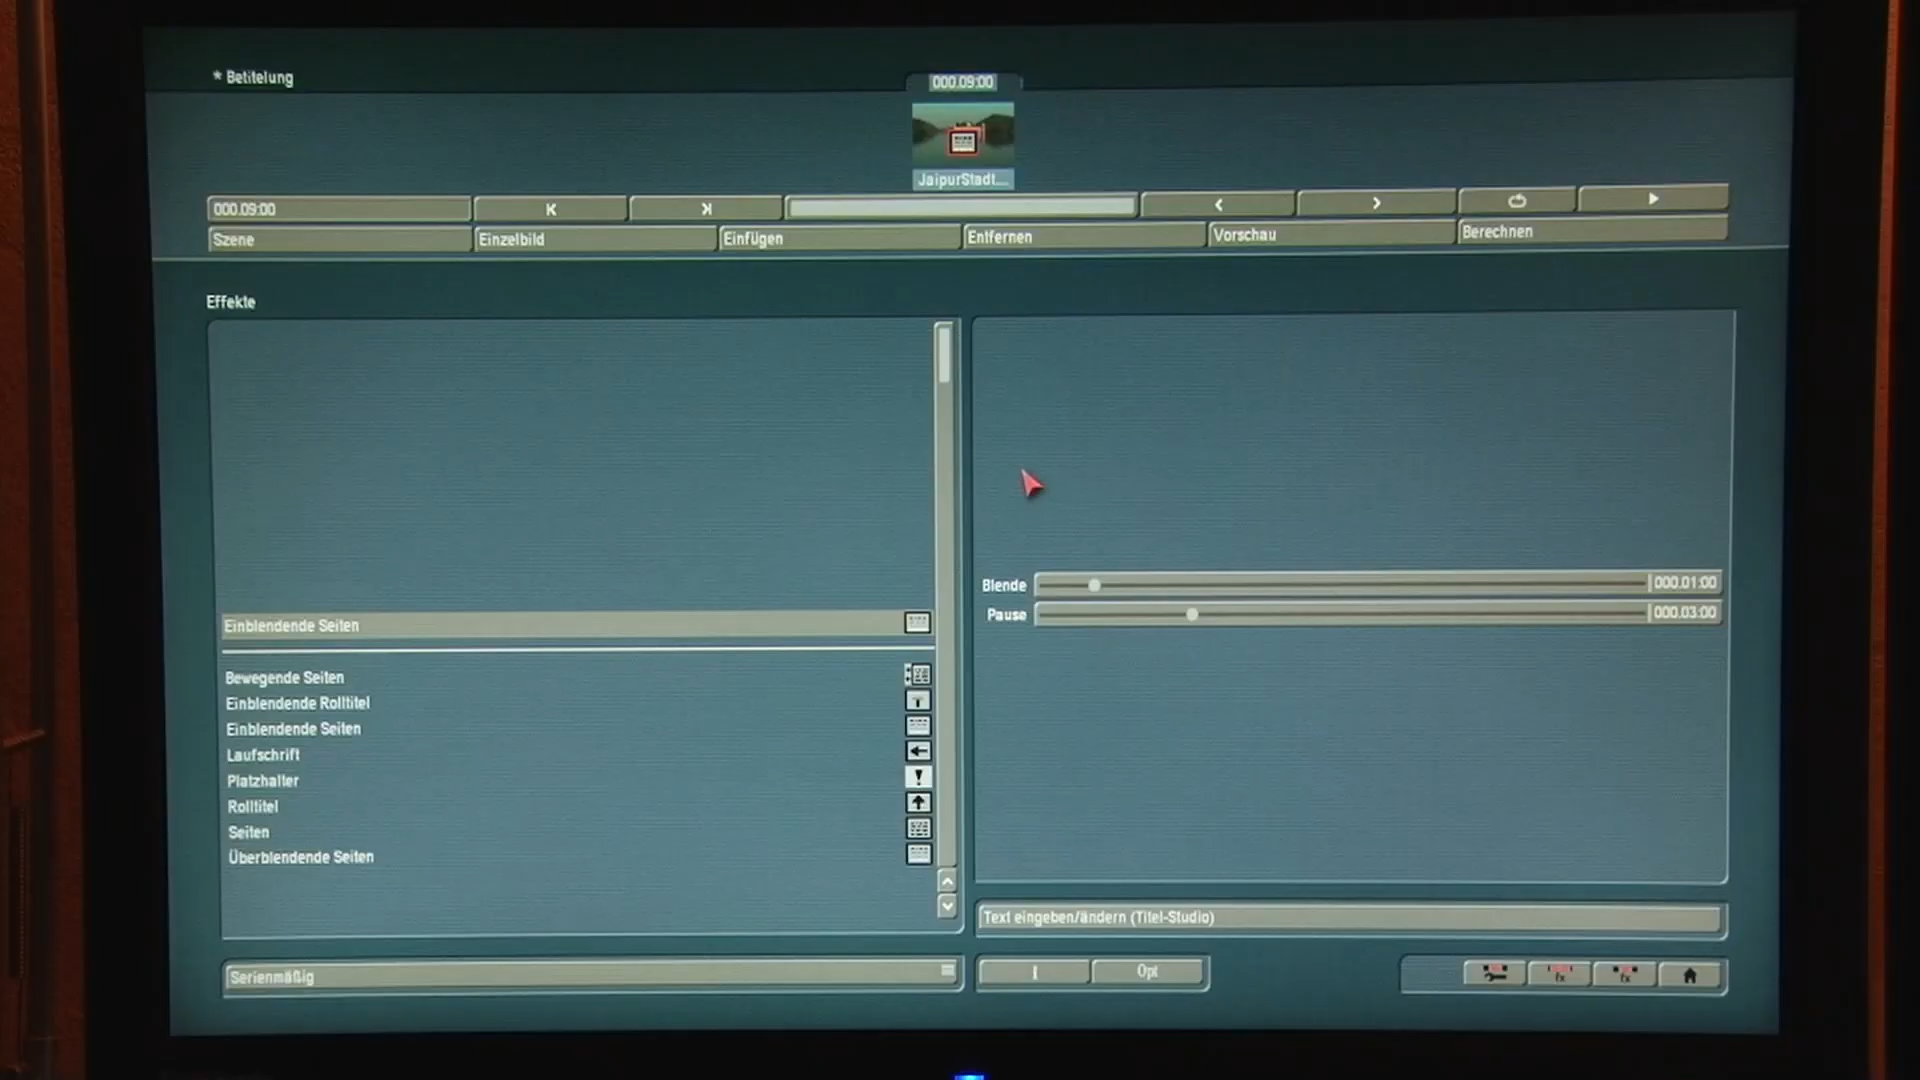 * Betitelung
000.09:00
JaipurStadt...
000.09:00
Szene
Einzelbild
Einfügen
Entfernen
Vorschau
Berechnen
Effekte
Einblendende Seiten
Bewegende Seiten
Einblendende Rolltitel
Einblendende Seiten
Laufschrift
Platzhalter
Rolltitel
Seiten
Überblendende Seiten
Serienmäßig
Blende 000.01:00
Pause 000.03:00
Text eingeben/ändern (Titel-Studio)
I Opt
fx fx